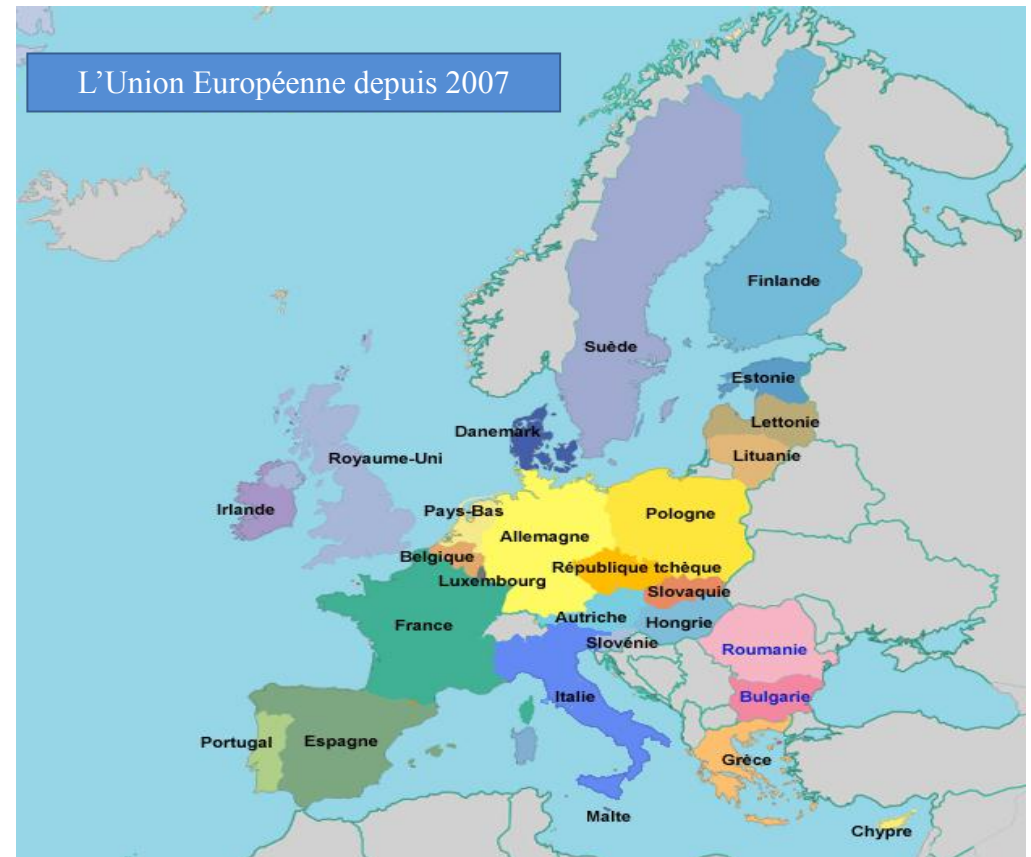 L’Union Européenne depuis 2007
Finlande
Suède
Estonie
Lettonie
Danemark
Lituanie
Royaume-Uni
Irlande
Pays-Bas
Pologne
Allemagne
Belgique
République tchèque
Luxembourg
Slovaquie
Autriche
Hongrie
France
Slovénie
Roumanie
Italie
Bulgarie
Portugal
Espagne
Grèce
Malte
Chypre